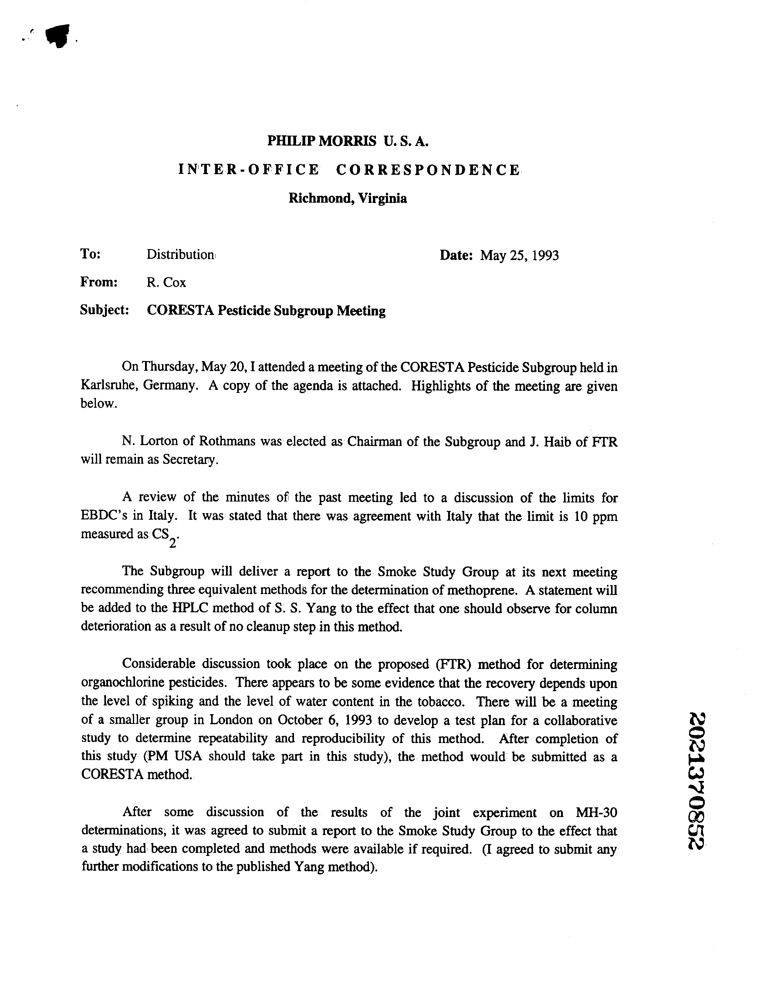 PHILIP MORRIS U. S. A.
INTER-OFFICE CORRESPONDENCE
Richmond, Virginia
To: Distribution Date: May 25, 1993
From: R. Cox
Subject: CORESTA Pesticide Subgroup Meeting
On Thursday, May 20, I attended a meeting of the CORESTA Pesticide Subgroup held in
Karlsruhe, Germany. A copy of the agenda is attached. Highlights of the meeting are given
below.
N. Lorton of Rothmans was elected as Chairman of the Subgroup and J. Haib of FTR
will remain as Secretary.
A review of the minutes of the past meeting led to a discussion of the limits for
EBDC's in Italy. It was stated that there was agreement with Italy that the limit is 10 ppm
measured as CS2.
The Subgroup will deliver a report to the Smoke Study Group at its next meeting
recommending three equivalent methods for the determination of methoprene. A statement will
be added to the HPLC method of S. S. Yang to the effect that one should observe for column
deterioration as a result of no cleanup step in this method.
Considerable discussion took place on the proposed (FTR) method for determining
organochlorine pesticides. There appears to be some evidence that the recovery depends upon
the level of spiking and the level of water content in the tobacco. There will be a meeting
of a smaller group in London on October 6, 1993 to develop a test plan for a collaborative
study to determine repeatability and reproducibility of this method. After completion of
this study (PM USA should take part in this study), the method would be submitted as a
CORESTA method.
After some discussion of the results of the joint experiment on MH-30
determinations, it was agreed to submit a report to the Smoke Study Group to the effect that
a study had been completed and methods were available if required. (I agreed to submit any
further modifications to the published Yang method).
2021370852